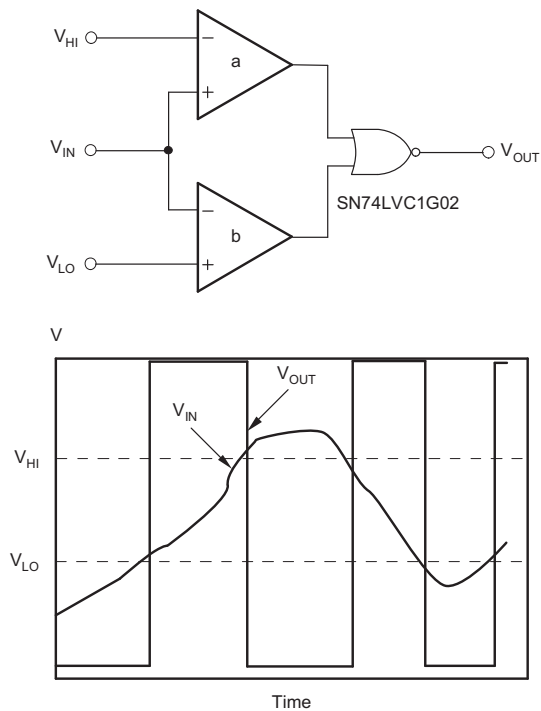 V_HI
−
a
+
V_IN
V_OUT
SN74LVC1G02
−
b
V_LO
+
V
V_OUT
V_IN
V_HI
V_LO
Time